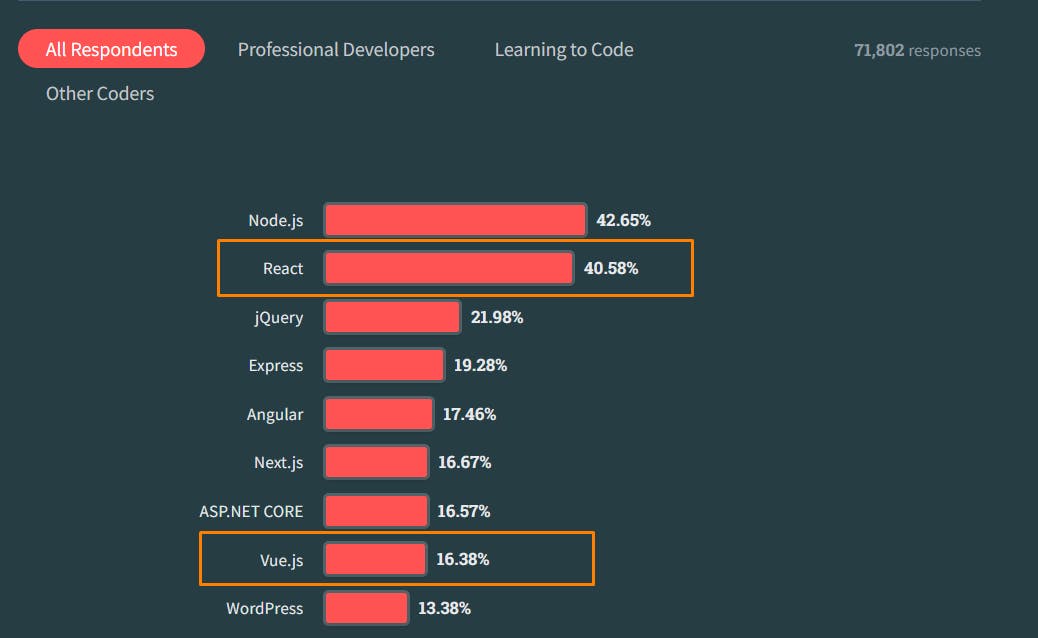 All Respondents Professional Developers Learning to Code 71,802 responses
Other Coders
Node.js 42.65%
React 40.58%
jQuery 21.98%
Express 19.28%
Angular 17.46%
Next.js 16.67%
ASP.NET CORE 16.57%
Vue.js 16.38%
WordPress 13.38%